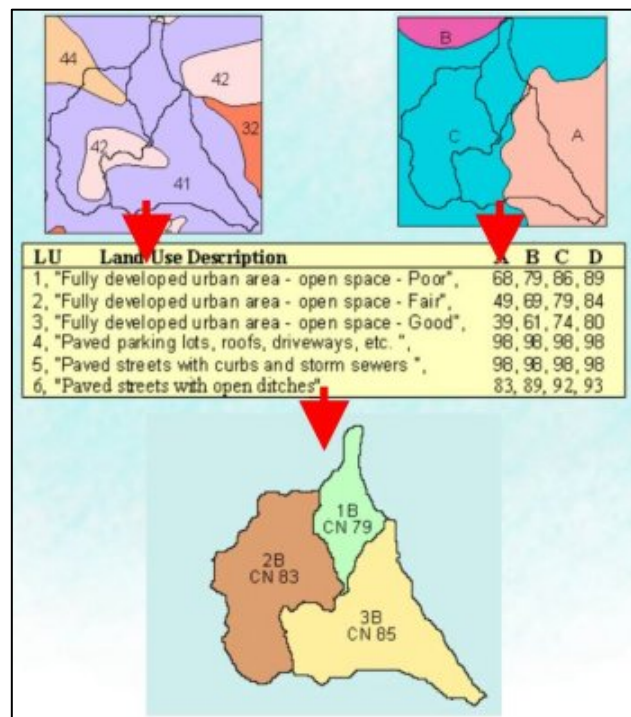 44
42
32
42
41
B
C
A
LU Land Use Description A B C D
1, "Fully developed urban area - open space - Poor", 68, 79, 86, 89
2, "Fully developed urban area - open space - Fair", 49, 69, 79, 84
3, "Fully developed urban area - open space - Good", 39, 61, 74, 80
4, "Paved parking lots, roofs, driveways, etc. ", 98, 98, 98, 98
5, "Paved streets with curbs and storm sewers ", 98, 98, 98, 98
6, "Paved streets with open ditches" 83, 89, 92, 93
1B
CN 79
2B
CN 83
3B
CN 85